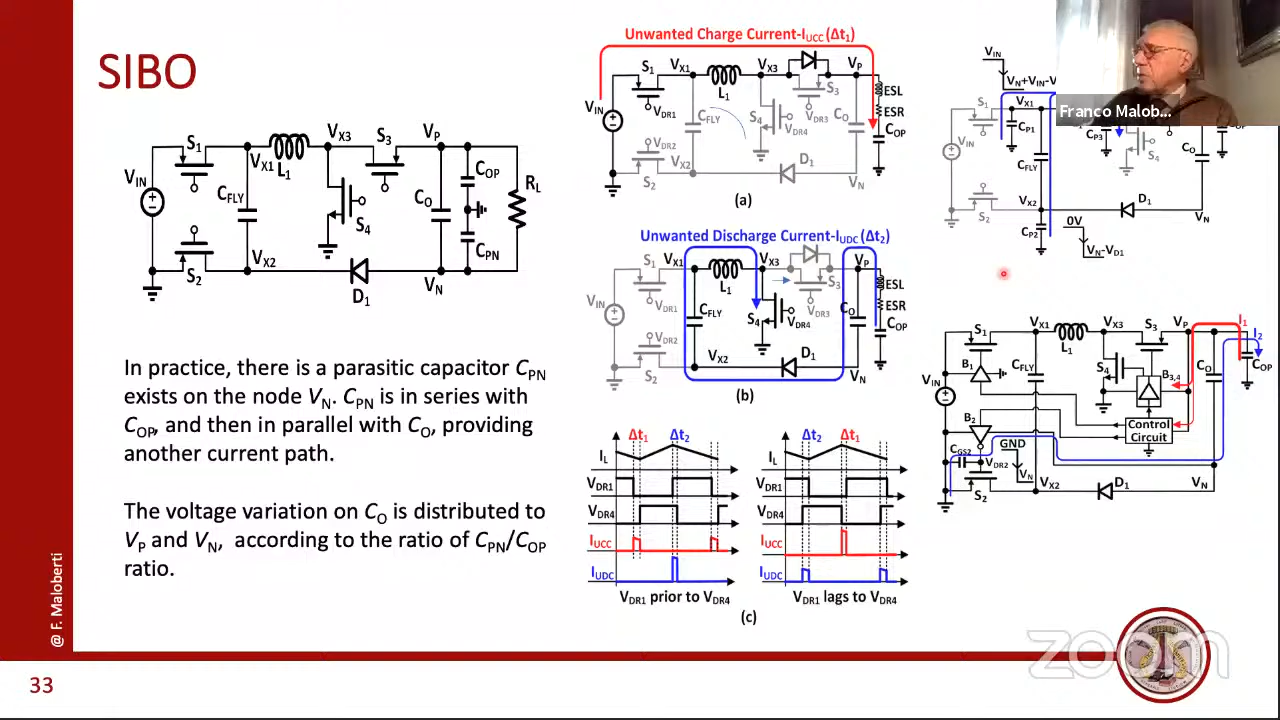 SIBO
V_IN
S₁
V_X1
L₁
V_X3
S₃
V_P
C_FLY
S₄
C_O
C_OP
R_L
C_PN
S₂
V_X2
D₁
V_N
In practice, there is a parasitic capacitor C_PN
exists on the node V_N. C_PN is in series with
C_OP, and then in parallel with C_O, providing
another current path.
The voltage variation on C_O is distributed to
V_P and V_N, according to the ratio of C_PN/C_OP
ratio.
@ F. Maloberti
33
Unwanted Charge Current-I_UCC (Δt₁)
S₁
V_X1
L₁
V_X3
V_P
V_IN
V_DR1
S₃
ESL
ESR
C_FLY
S₄
V_DR4
V_DR3
C_O
C_OP
V_DR2
V_X2
S₂
D₁
V_N
(a)
Unwanted Discharge Current-I_UDC (Δt₂)
S₁
V_X1
L₁
V_X3
V_P
V_IN
V_DR1
S₃
ESL
ESR
C_FLY
S₄
V_DR4
V_DR3
C_O
C_OP
V_DR2
V_X2
S₂
D₁
V_N
(b)
Δt₁ Δt₂
Δt₂ Δt₁
I_L
I_L
V_DR1
V_DR1
V_DR4
V_DR4
I_UCC
I_UCC
I_UDC
I_UDC
V_DR1 prior to V_DR4
V_DR1 lags to V_DR4
(c)
V_IN
V_N+V_IN-V
S₁
V_X1
Franco Malob...
C_P1
C_P3
S₄
C_O
C_OP
V_IN
C_FLY
S₂
V_X2
D₁
V_N
C_P2
0V
V_N-V_D1
S₁
V_X1
L₁
V_X3
S₃
V_P
I₁
I₂
B₁
C_FLY
S₄
B_3,4
C_O
C_OP
V_IN
B₂
Control
Circuit
C_GS2
GND
V_DR2
V_N
S₂
V_X2
D₁
V_N
zoom